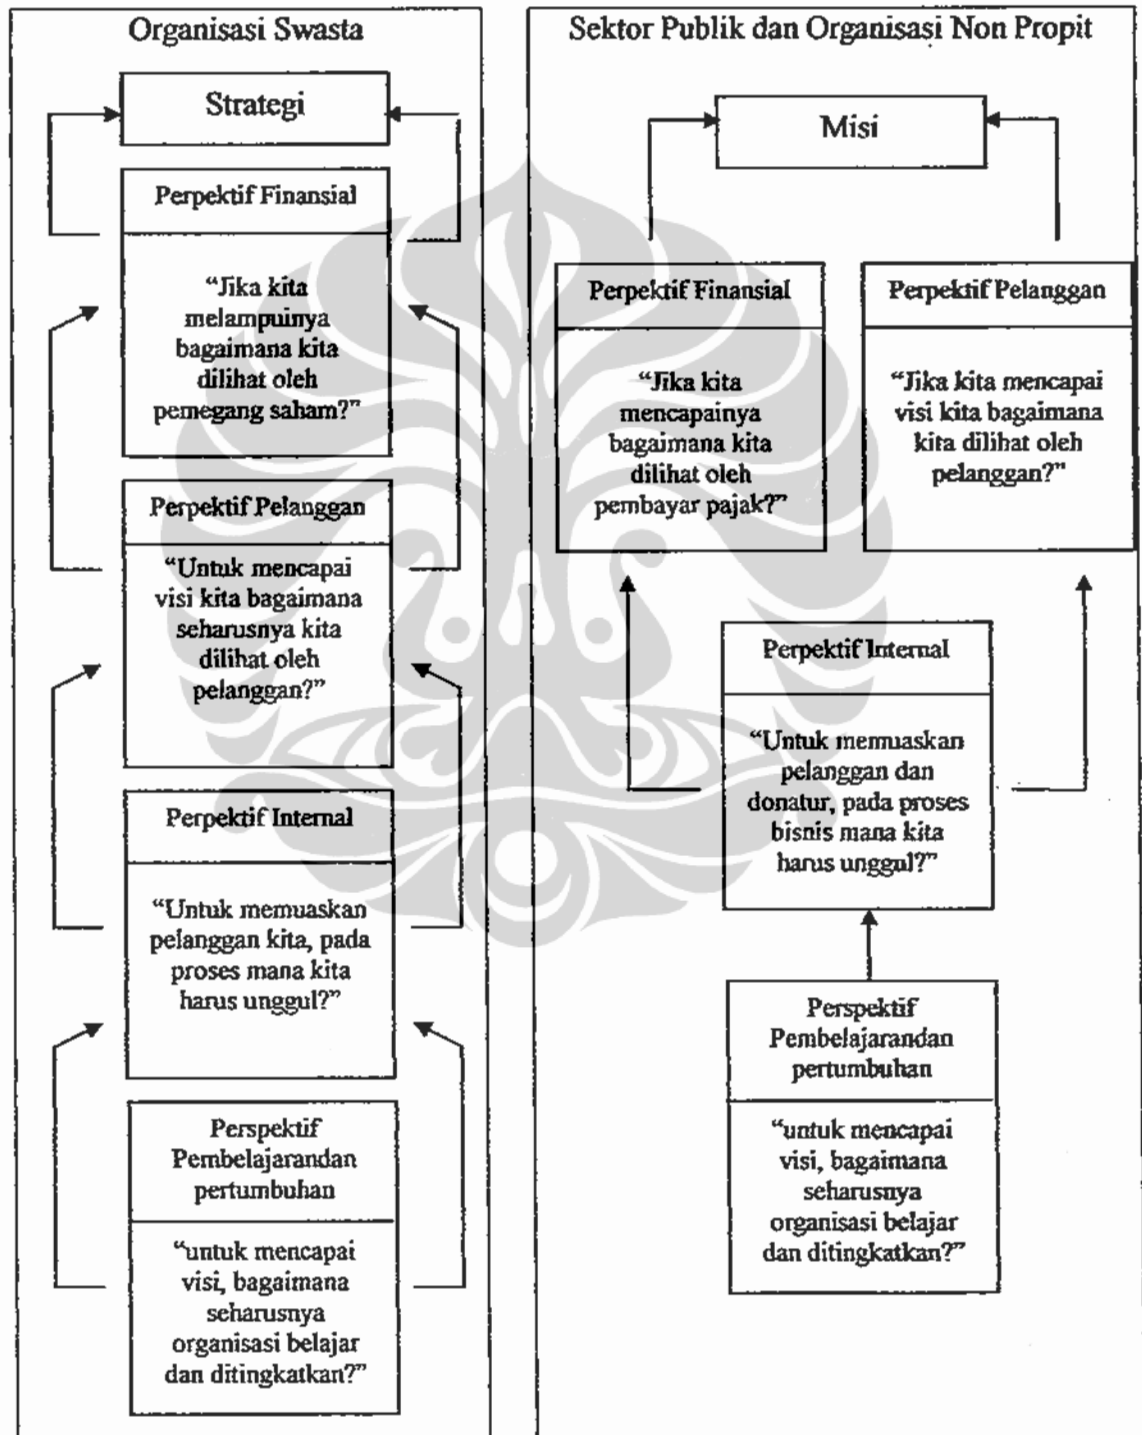 Organisasi Swasta
Strategi
Perpektif Finansial
“Jika kita
melampuinya
bagaimana kita
dilihat oleh
pemegang saham?”
Perpektif Pelanggan
“Untuk mencapai
visi kita bagaimana
seharusnya kita
dilihat oleh
pelanggan?”
Perpektif Internal
“Untuk memuaskan
pelanggan kita, pada
proses mana kita
harus unggul?”
Perspektif
Pembelajarandan
pertumbuhan
“untuk mencapai
visi, bagaimana
seharusnya
organisasi belajar
dan ditingkatkan?”
Sektor Publik dan Organisasi Non Propit
Misi
Perpektif Finansial
“Jika kita
mencapainya
bagaimana kita
dilihat oleh
pembayar pajak?”
Perpektif Pelanggan
“Jika kita mencapai
visi kita bagaimana
kita dilihat oleh
pelanggan?”
Perpektif Internal
“Untuk memuaskan
pelanggan dan
donatur, pada proses
bisnis mana kita
harus unggul?”
Perspektif
Pembelajarandan
pertumbuhan
“untuk mencapai
visi, bagaimana
seharusnya
organisasi belajar
dan ditingkatkan?”